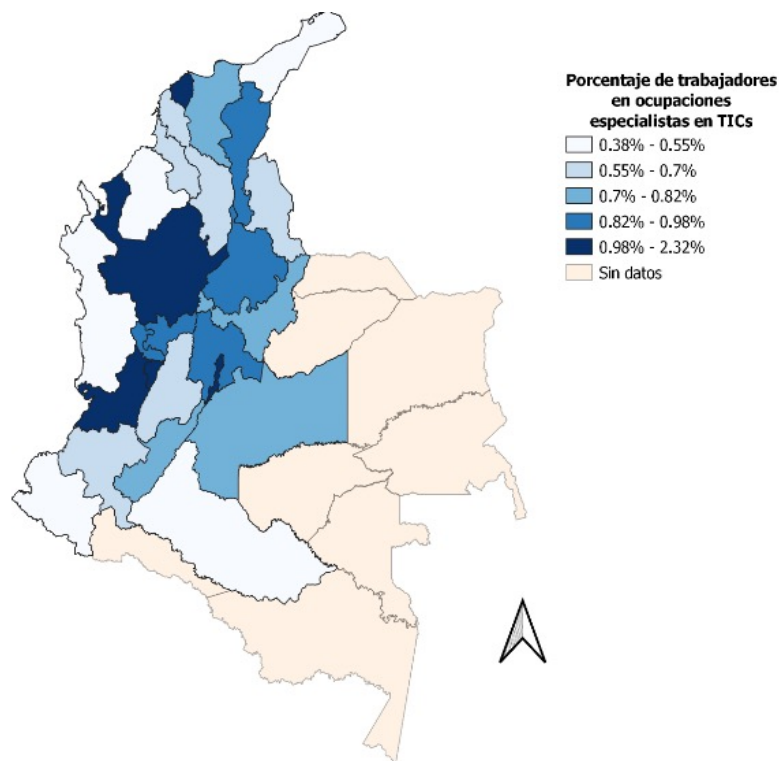 Porcentaje de trabajadores
en ocupaciones
especialistas en TICs
0.38% - 0.55%
0.55% - 0.7%
0.7% - 0.82%
0.82% - 0.98%
0.98% - 2.32%
Sin datos